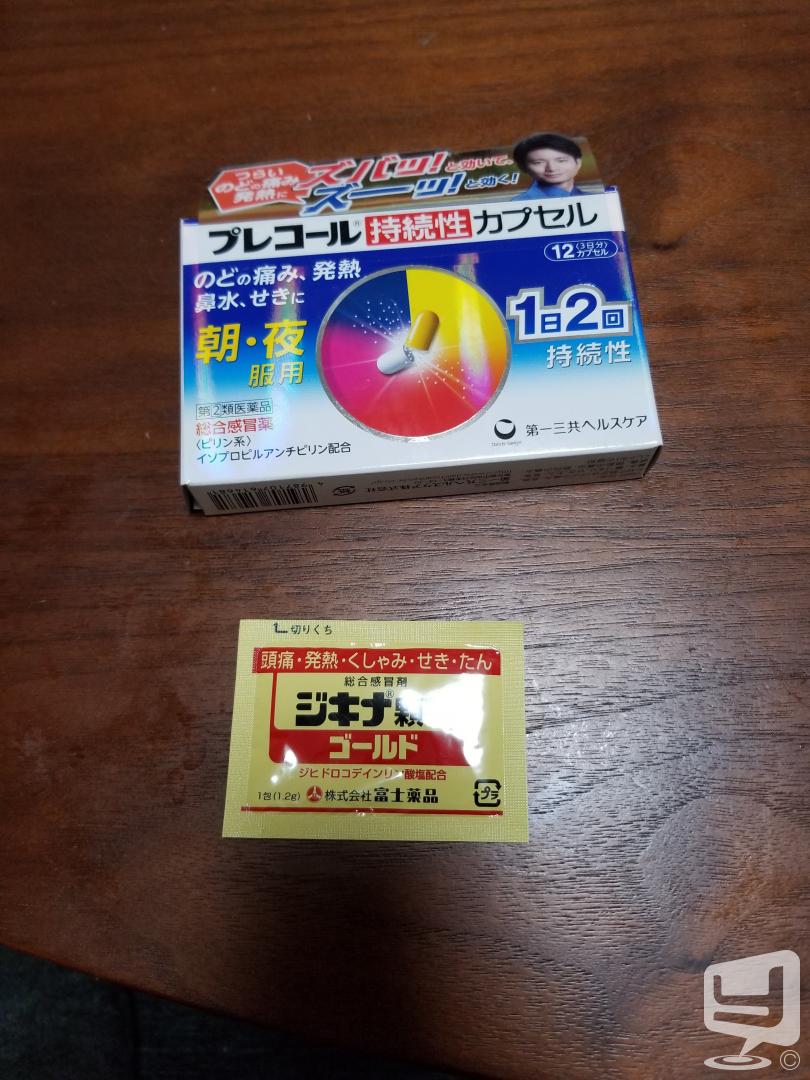 つらい
のどの痛み
発熱に
ズバッ!と効いて、
ズーッ!と効く!
プレコール®持続性カプセル
12〈3日分〉カプセル
のどの痛み、発熱
鼻水、せきに
朝・夜
服用
1日2回
持続性
第②類医薬品
総合感冒薬
〈ピリン系〉
イソプロピルアンチピリン配合
第一三共ヘルスケア
切りくち
頭痛・発熱・くしゃみ・せき・たん
総合感冒剤
ジキナ®顆
ゴールド
ジヒドロコデインリン酸塩配合
1包(1.2g) 株式会社富士薬品
プラ
©